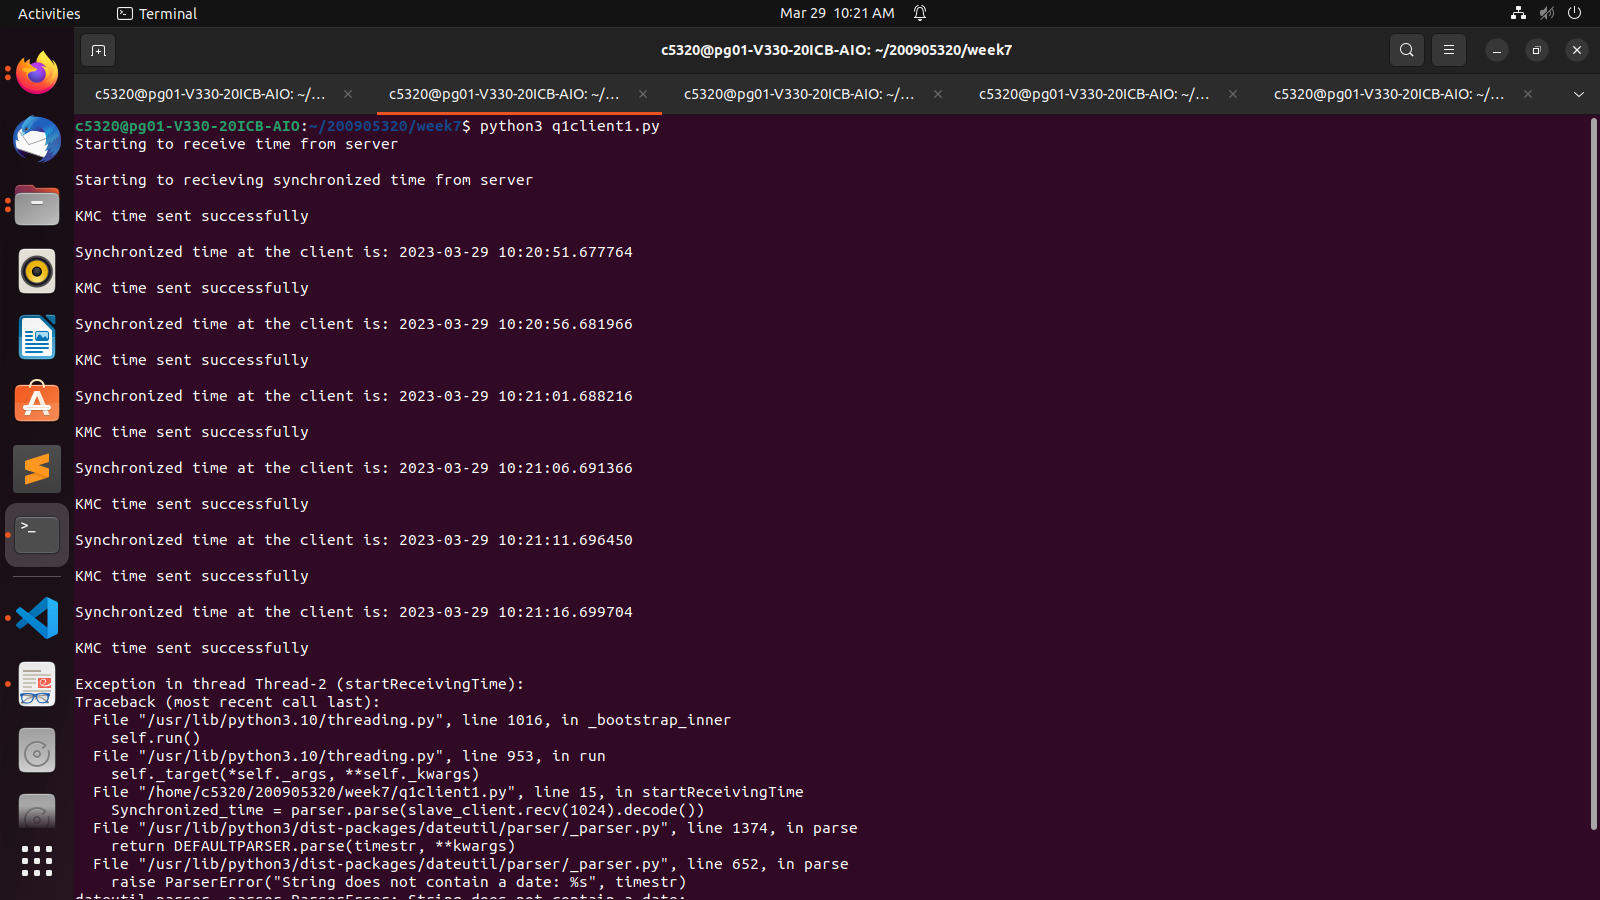 Activities
Terminal
Mar 29 10:21 AM
c5320@pg01-V330-20ICB-AIO: ~/200905320/week7
c5320@pg01-V330-20ICB-AIO: ~/…
c5320@pg01-V330-20ICB-AIO: ~/…
c5320@pg01-V330-20ICB-AIO: ~/…
c5320@pg01-V330-20ICB-AIO: ~/…
c5320@pg01-V330-20ICB-AIO: ~/…
c5320@pg01-V330-20ICB-AIO:~/200905320/week7$ python3 q1client1.py
Starting to receive time from server
Starting to recieving synchronized time from server
KMC time sent successfully
Synchronized time at the client is: 2023-03-29 10:20:51.677764
KMC time sent successfully
Synchronized time at the client is: 2023-03-29 10:20:56.681966
KMC time sent successfully
Synchronized time at the client is: 2023-03-29 10:21:01.688216
KMC time sent successfully
Synchronized time at the client is: 2023-03-29 10:21:06.691366
KMC time sent successfully
Synchronized time at the client is: 2023-03-29 10:21:11.696450
KMC time sent successfully
Synchronized time at the client is: 2023-03-29 10:21:16.699704
KMC time sent successfully
Exception in thread Thread-2 (startReceivingTime):
Traceback (most recent call last):
  File "/usr/lib/python3.10/threading.py", line 1016, in _bootstrap_inner
    self.run()
  File "/usr/lib/python3.10/threading.py", line 953, in run
    self._target(*self._args, **self._kwargs)
  File "/home/c5320/200905320/week7/q1client1.py", line 15, in startReceivingTime
    Synchronized_time = parser.parse(slave_client.recv(1024).decode())
  File "/usr/lib/python3/dist-packages/dateutil/parser/_parser.py", line 1374, in parse
    return DEFAULTPARSER.parse(timestr, **kwargs)
  File "/usr/lib/python3/dist-packages/dateutil/parser/_parser.py", line 652, in parse
    raise ParserError("String does not contain a date: %s", timestr)
dateutil.parser._parser.ParserError: String does not contain a date: